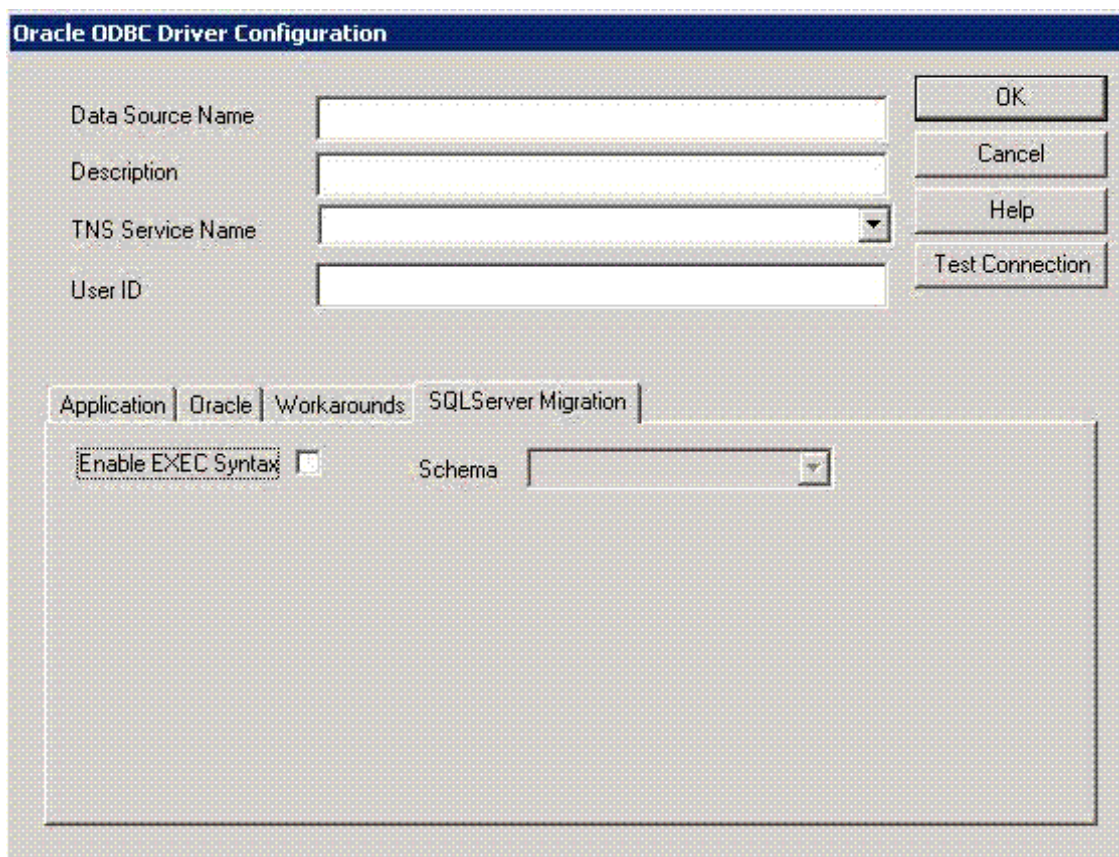 Oracle ODBC Driver Configuration
Data Source Name
OK
Description
Cancel
TNS Service Name
Help
User ID
Test Connection
Application
Oracle
Workarounds
SQLServer Migration
Enable EXEC Syntax
Schema